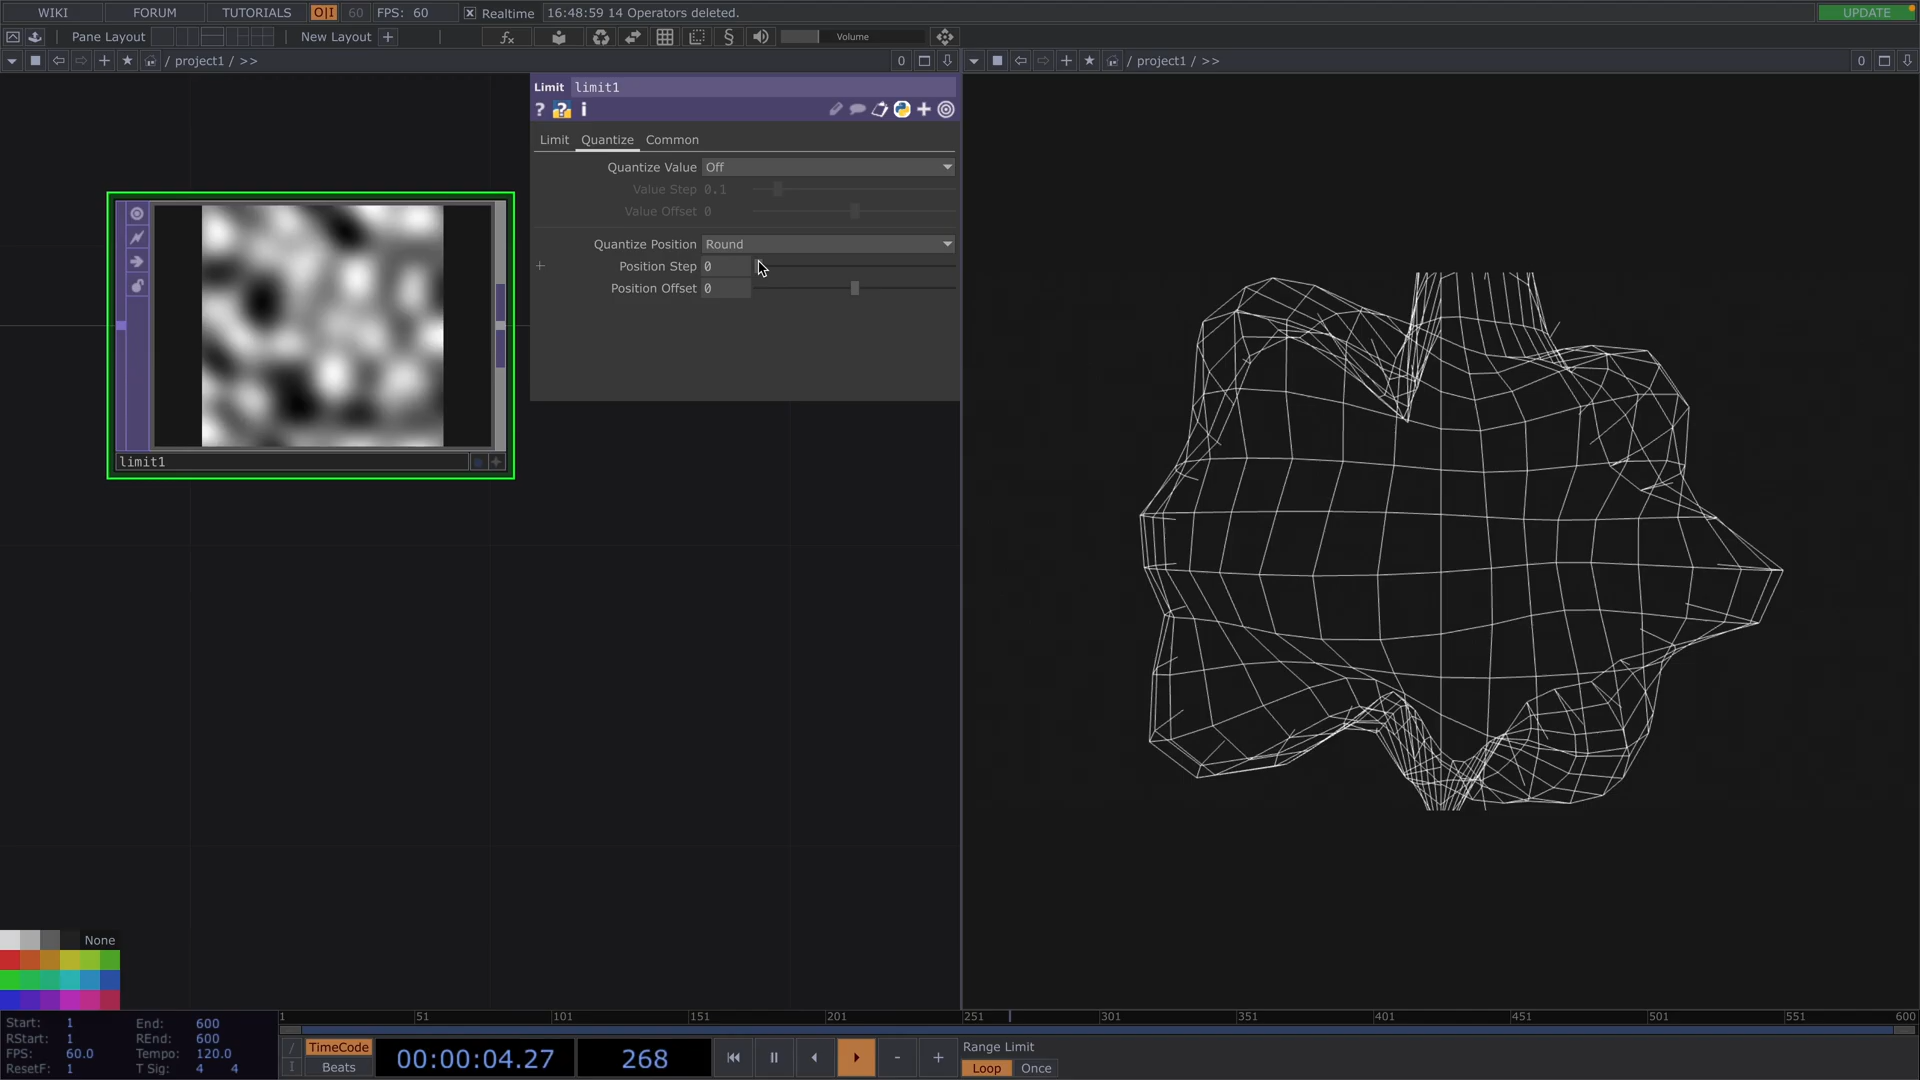 WIKI FORUM TUTORIALS O|I 60 FPS: 60 Realtime 16:48:59 14 Operators deleted. UPDATE
Pane Layout New Layout + Volume
/ project1 / >> 0
/ project1 / >> 0
Limit limit1
Limit Quantize Common
Quantize Value Off
Value Step 0.1
Value Offset 0
Quantize Position Round
Position Step 0
Position Offset 0
limit1
None
1 51 101 151 201 251 301 351 401 451 501 551 600
Start: 1 End: 600
RStart: 1 REnd: 600
FPS: 60.0 Tempo: 120.0
ResetF: 1 T Sig: 4 4
TimeCode
Beats
00:00:04.27 268
Range Limit
Loop Once